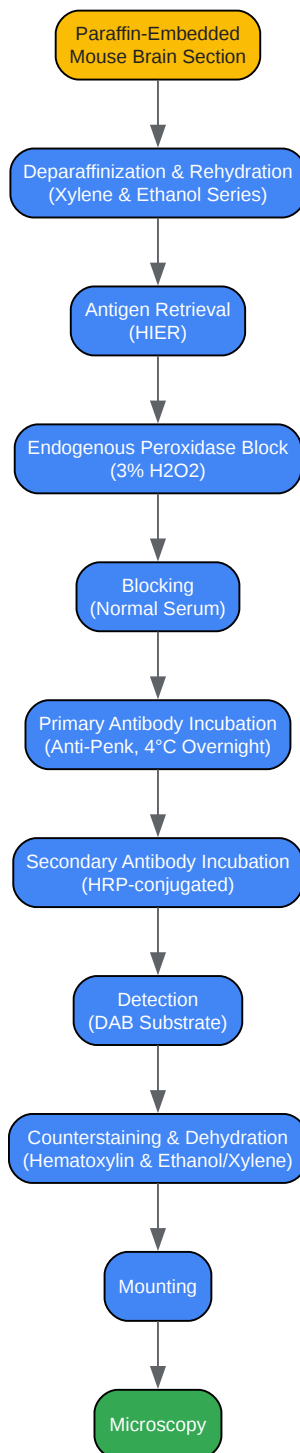 Paraffin-Embedded
Mouse Brain Section
Deparaffinization & Rehydration
(Xylene & Ethanol Series)
Antigen Retrieval
(HIER)
Endogenous Peroxidase Block
(3% H2O2)
Blocking
(Normal Serum)
Primary Antibody Incubation
(Anti-Penk, 4°C Overnight)
Secondary Antibody Incubation
(HRP-conjugated)
Detection
(DAB Substrate)
Counterstaining & Dehydration
(Hematoxylin & Ethanol/Xylene)
Mounting
Microscopy